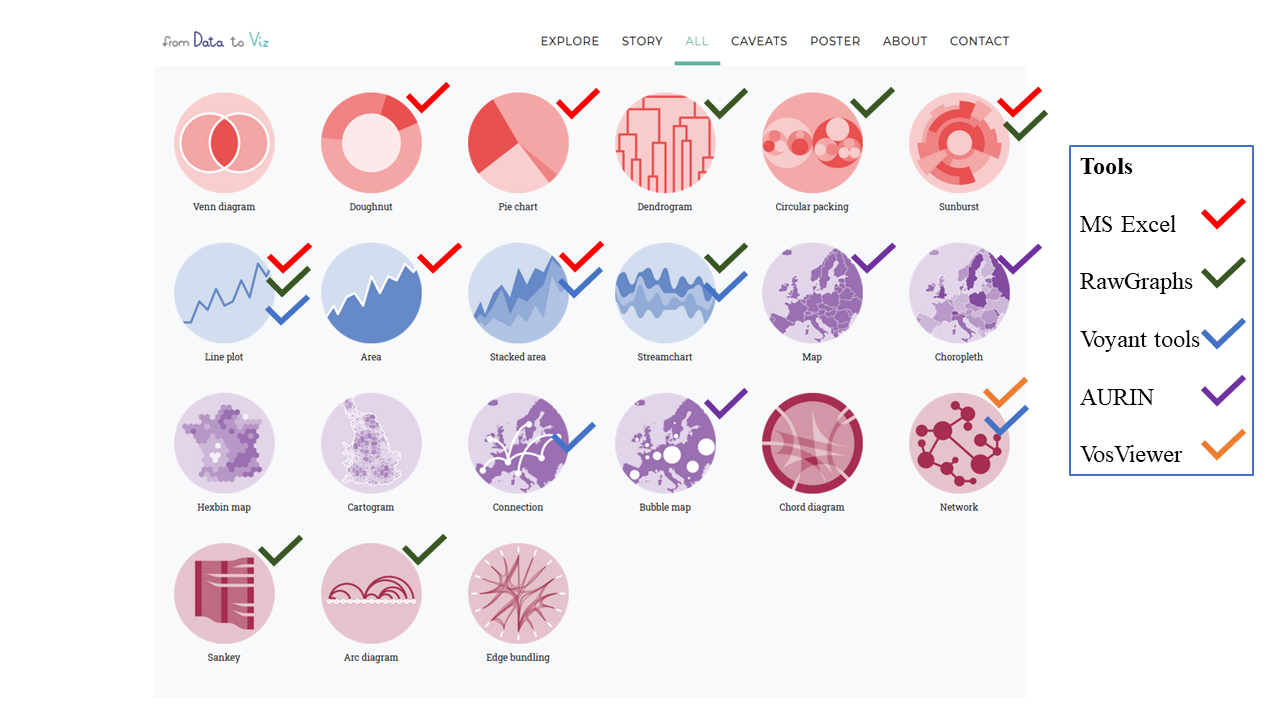 from Data to Viz
EXPLORE STORY ALL CAVEATS POSTER ABOUT CONTACT
Venn diagram Doughnut Pie chart Dendrogram Circular packing Sunburst
Line plot Area Stacked area Streamchart Map Choropleth
Hexbin map Cartogram Connection Bubble map Chord diagram Network
Sankey Arc diagram Edge bundling
Tools
MS Excel
RawGraphs
Voyant tools
AURIN
VosViewer